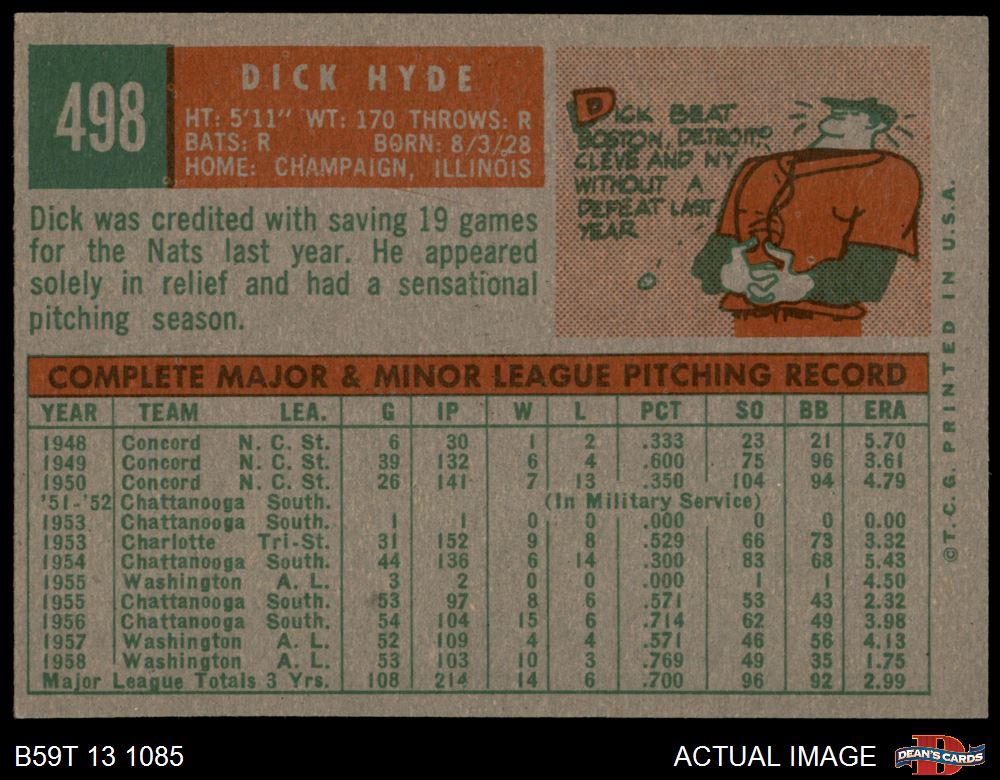 498
DICK HYDE
HT: 5'11" WT: 170 THROWS: R
BATS: R BORN: 8/3/28
HOME: CHAMPAIGN, ILLINOIS
DICK BEAT
BOSTON, DETROIT,
CLEVE AND NY
WITHOUT A
DEFEAT LAST
YEAR
Dick was credited with saving 19 games
for the Nats last year. He appeared
solely in relief and had a sensational
pitching season.
COMPLETE MAJOR & MINOR LEAGUE PITCHING RECORD
YEAR TEAM LEA. G IP W L PCT SO BB ERA
1948 Concord N. C. St. 6 30 1 2 .333 23 21 5.70
1949 Concord N. C. St. 39 132 6 4 .600 75 96 3.61
1950 Concord N. C. St. 26 141 7 13 .350 104 94 4.79
'51-'52 Chattanooga South. (In Military Service)
1953 Chattanooga South. 1 1 0 0 .000 0 0 0.00
1953 Charlotte Tri-St. 31 152 9 8 .529 66 73 3.32
1954 Chattanooga South. 44 136 6 14 .300 83 68 5.43
1955 Washington A. L. 3 2 0 0 .000 1 1 4.50
1955 Chattanooga South. 53 97 8 6 .571 53 43 2.32
1956 Chattanooga South. 54 104 15 6 .714 62 49 3.98
1957 Washington A. L. 52 109 4 4 .571 46 56 4.13
1958 Washington A. L. 53 103 10 3 .769 49 35 1.75
Major League Totals 3 Yrs. 108 214 14 6 .700 96 92 2.99
©T.C.G. PRINTED IN U.S.A.
B59T 13 1085
ACTUAL IMAGE
D
DEAN'S CARDS